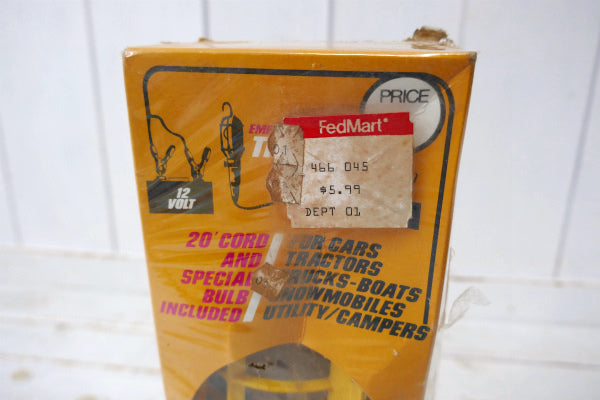 PRICE
FedMart®
466 045
$5.99
DEPT 01
12
VOLT
20' CORD
AND
SPECIAL
BULB
INCLUDED
FOR CARS
TRACTORS
TRUCKS-BOATS
SNOWMOBILES
UTILITY/CAMPERS